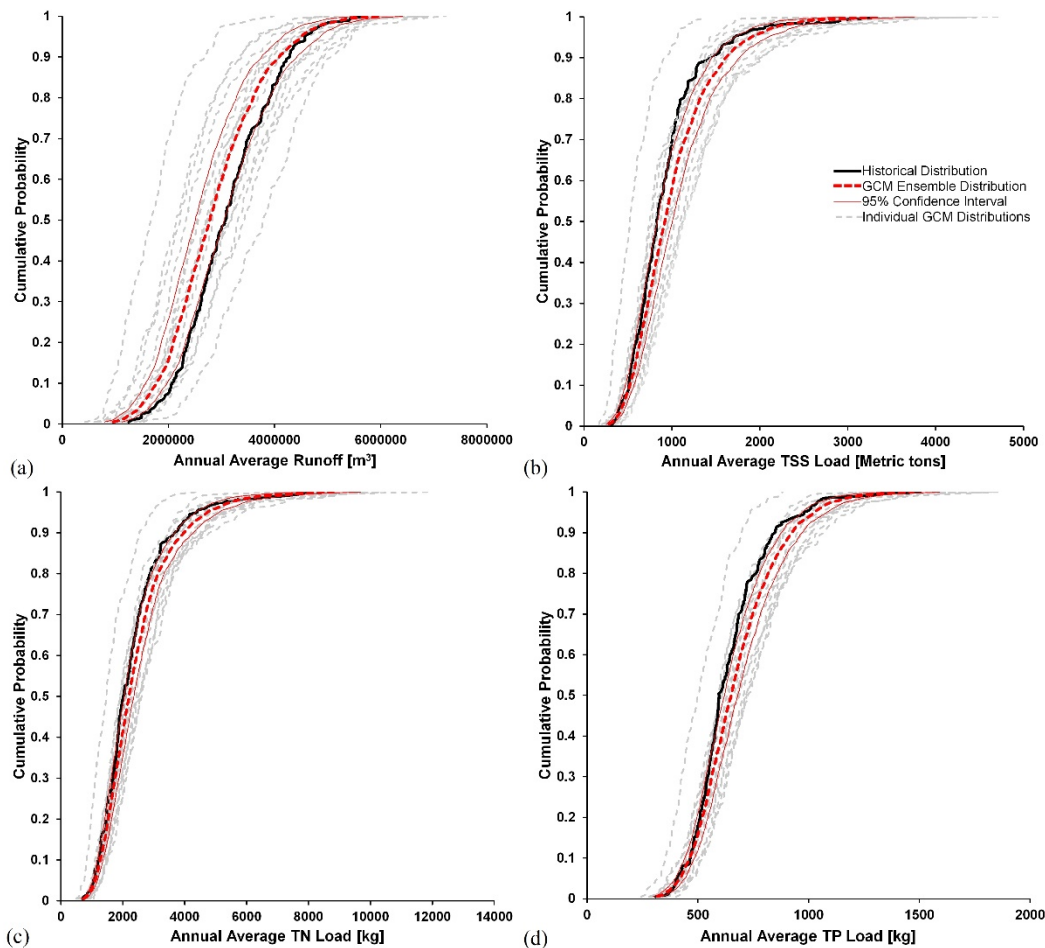 Cumulative Probability
1
0.9
0.8
0.7
0.6
0.5
0.4
0.3
0.2
0.1
0
0 2000000 4000000 6000000 8000000
(a) Annual Average Runoff [m³]
Cumulative Probability
1
0.9
0.8
0.7
0.6
0.5
0.4
0.3
0.2
0.1
0
Historical Distribution
GCM Ensemble Distribution
95% Confidence Interval
Individual GCM Distributions
0 1000 2000 3000 4000 5000
(b) Annual Average TSS Load [Metric tons]
Cumulative Probability
1
0.9
0.8
0.7
0.6
0.5
0.4
0.3
0.2
0.1
0
0 2000 4000 6000 8000 10000 12000 14000
(c) Annual Average TN Load [kg]
Cumulative Probability
1
0.9
0.8
0.7
0.6
0.5
0.4
0.3
0.2
0.1
0
0 500 1000 1500 2000
(d) Annual Average TP Load [kg]